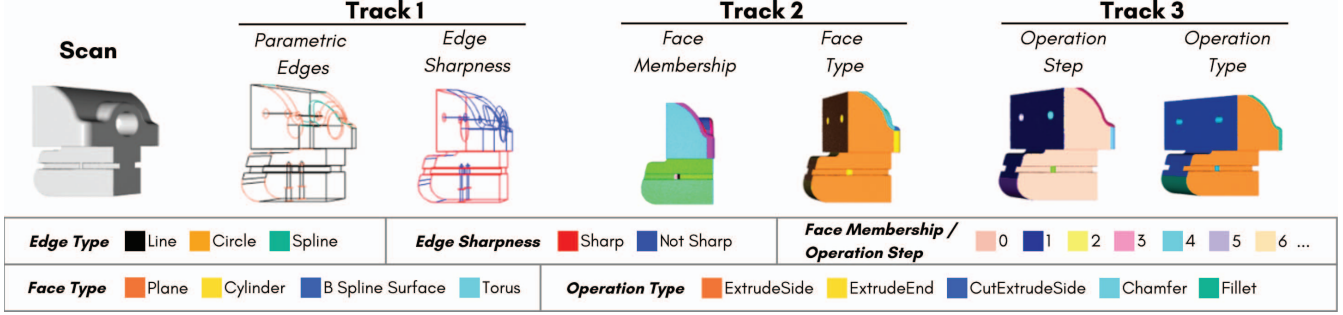 Track 1
Track 2
Track 3
Scan
Parametric
Edges
Edge
Sharpness
Face
Membership
Face
Type
Operation
Step
Operation
Type
Edge Type Line Circle Spline
Edge Sharpness Sharp Not Sharp
Face Membership /
Operation Step 0 1 2 3 4 5 6 ...
Face Type Plane Cylinder B Spline Surface Torus
Operation Type ExtrudeSide ExtrudeEnd CutExtrudeSide Chamfer Fillet